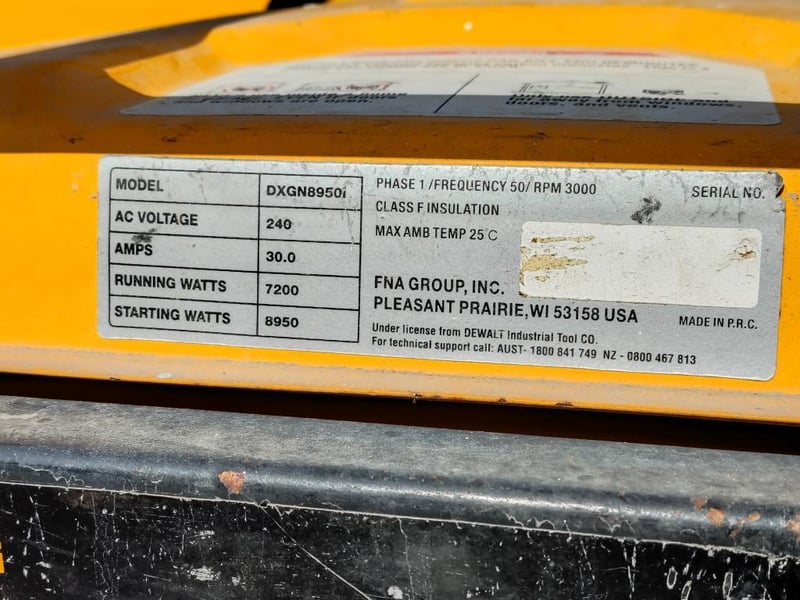 MODEL DXGN8950i
AC VOLTAGE 240
AMPS 30.0
RUNNING WATTS 7200
STARTING WATTS 8950
PHASE 1 /FREQUENCY 50/ RPM 3000
SERIAL NO.
CLASS F INSULATION
MAX AMB TEMP 25°C
FNA GROUP, INC.
PLEASANT PRAIRIE, WI 53158 USA
MADE IN P.R.C.
Under license from DEWALT Industrial Tool CO.
For technical support call: AUST- 1800 841 749 NZ - 0800 467 813